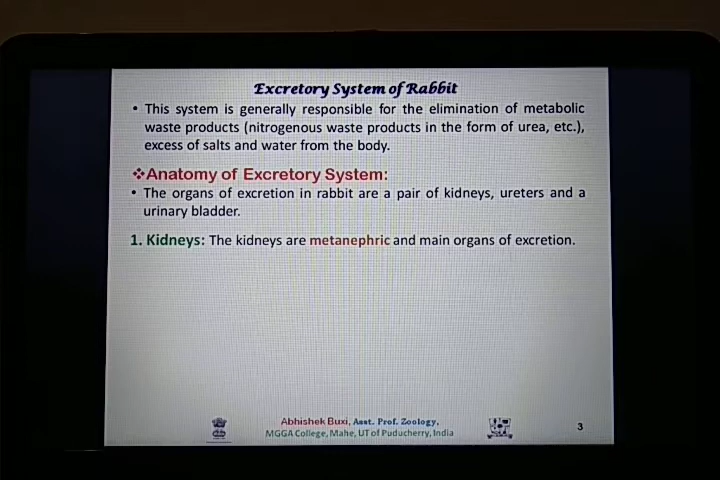 Excretory System of Rabbit
• This system is generally responsible for the elimination of metabolic
waste products (nitrogenous waste products in the form of urea, etc.),
excess of salts and water from the body.
❖Anatomy of Excretory System:
• The organs of excretion in rabbit are a pair of kidneys, ureters and a
urinary bladder.
1. Kidneys: The kidneys are metanephric and main organs of excretion.
Abhishek Buxi, Asst. Prof. Zoology,
MGGA College, Mahe, UT of Puducherry, India
3